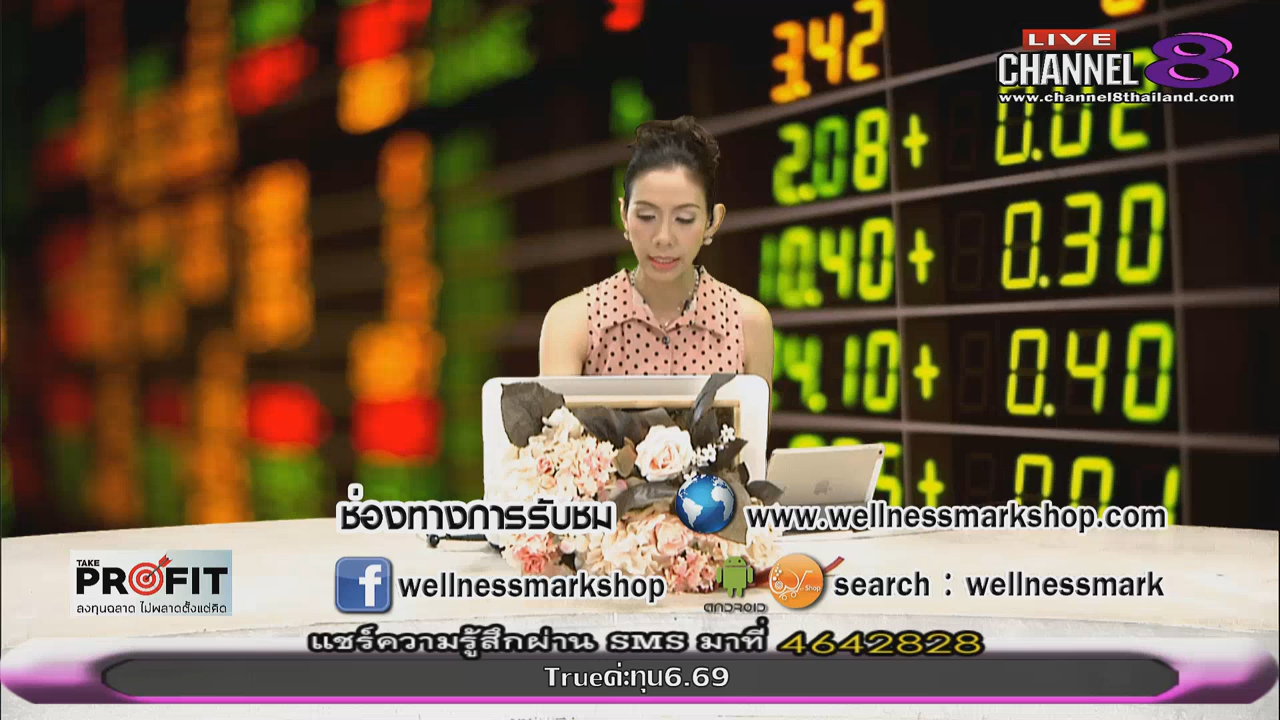 LIVE
CHANNEL 8
www.channel8thailand.com
3.42
2.08 + 0.02
10.40 + 0.30
4.10 + 0.40
ช่องทางการรับชม
www.wellnessmarkshop.com
TAKE
PROFIT
ลงทุนฉลาด ไม่พลาดตั้งแต่คิด
wellnessmarkshop
ANDROID
Shop
search : wellnessmark
แชร์ความรู้สึกผ่าน SMS มาที่ 4642828
Trueค่ะทุน6.69